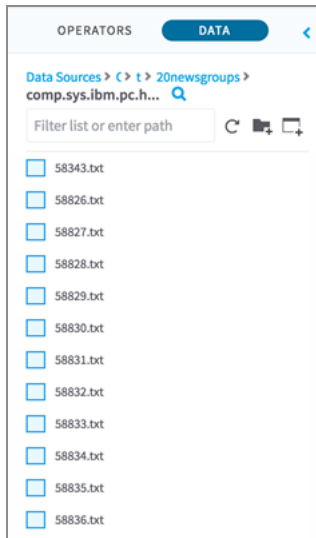 OPERATORS DATA
Data Sources > C > t > 20newsgroups >
comp.sys.ibm.pc.h...
Filter list or enter path
58343.txt
58826.txt
58827.txt
58828.txt
58829.txt
58830.txt
58831.txt
58832.txt
58833.txt
58834.txt
58835.txt
58836.txt